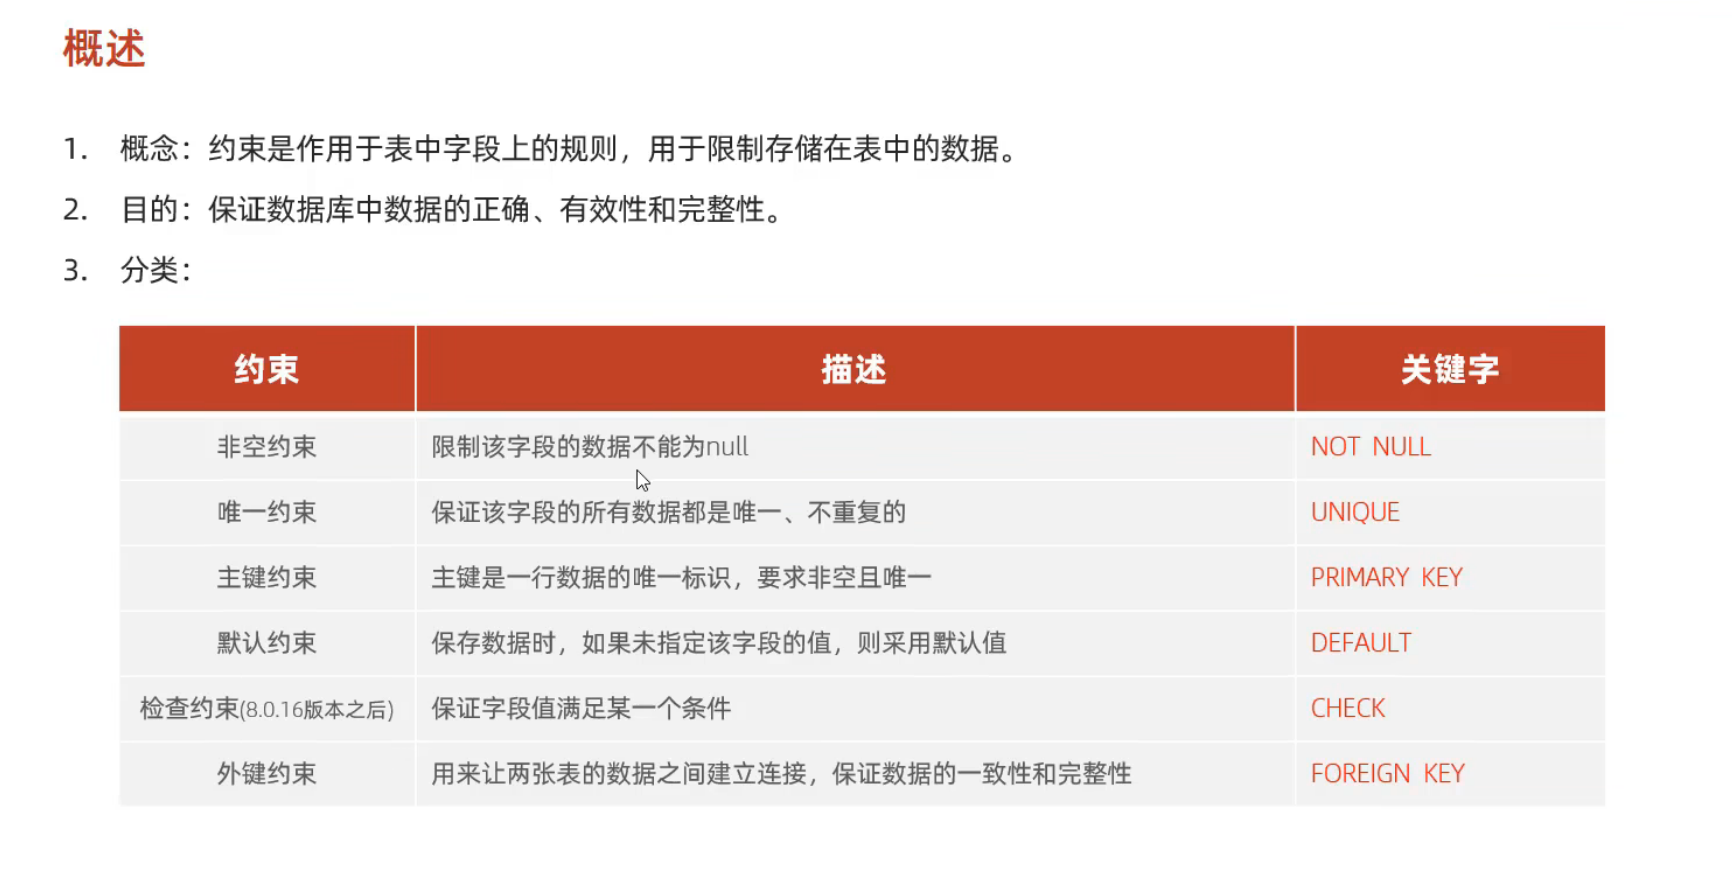 概述
1. 概念：约束是作用于表中字段上的规则，用于限制存储在表中的数据。
2. 目的：保证数据库中数据的正确、有效性和完整性。
3. 分类：
约束 描述 关键字
非空约束 限制该字段的数据不能为null NOT NULL
唯一约束 保证该字段的所有数据都是唯一、不重复的 UNIQUE
主键约束 主键是一行数据的唯一标识，要求非空且唯一 PRIMARY KEY
默认约束 保存数据时，如果未指定该字段的值，则采用默认值 DEFAULT
检查约束(8.0.16版本之后) 保证字段值满足某一个条件 CHECK
外键约束 用来让两张表的数据之间建立连接，保证数据的一致性和完整性 FOREIGN KEY